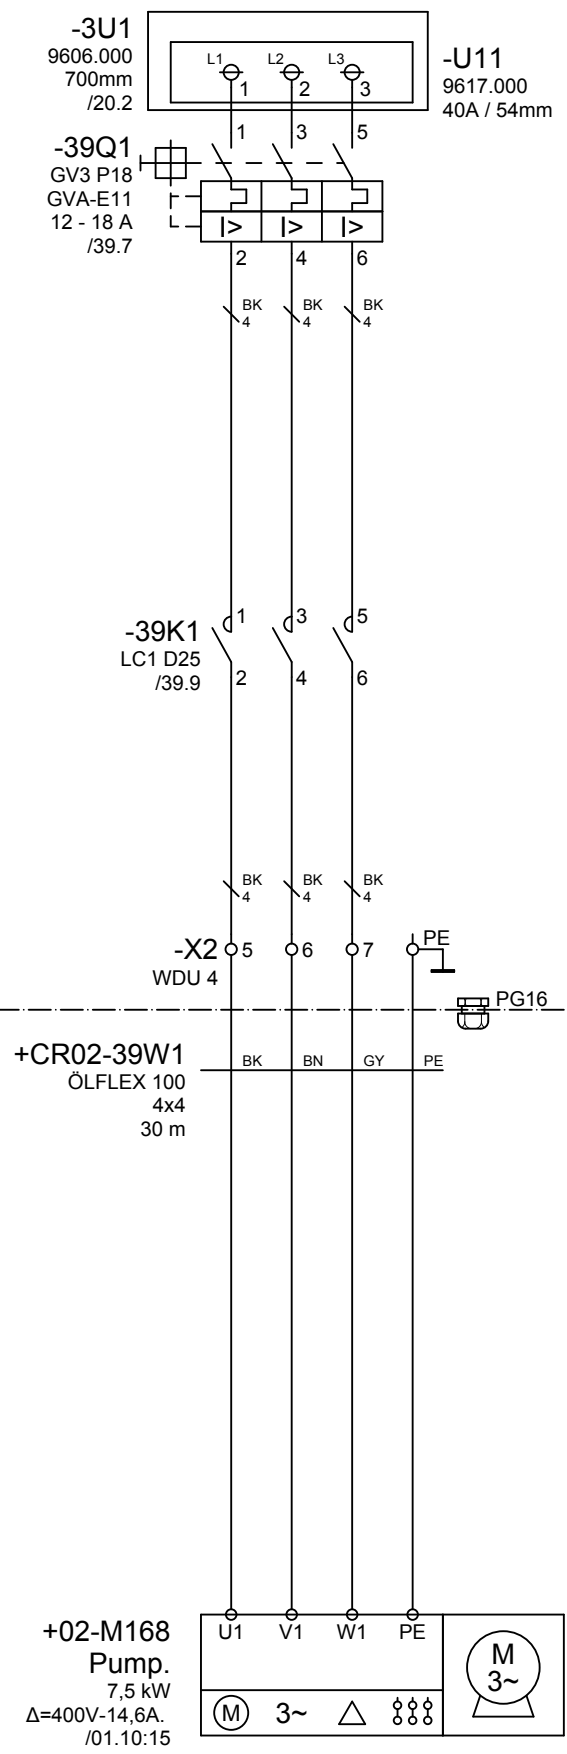 -3U1
9606.000
700mm
/20.2
L1 L2 L3
1 2 3
-U11
9617.000
40A / 54mm
-39Q1
GV3 P18
GVA-E11
12 - 18 A
/39.7
1 3 5
I> I> I>
2 4 6
BK BK BK
4 4 4
-39K1
LC1 D25
/39.9
1 3 5
2 4 6
BK BK BK
4 4 4
-X2
WDU 4
5 6 7 PE
PG16
+CR02-39W1
ÖLFLEX 100
4x4
30 m
BK BN GY PE
+02-M168
Pump.
7,5 kW
Δ=400V-14,6A.
/01.10:15
U1 V1 W1 PE
M 3~
M
3~